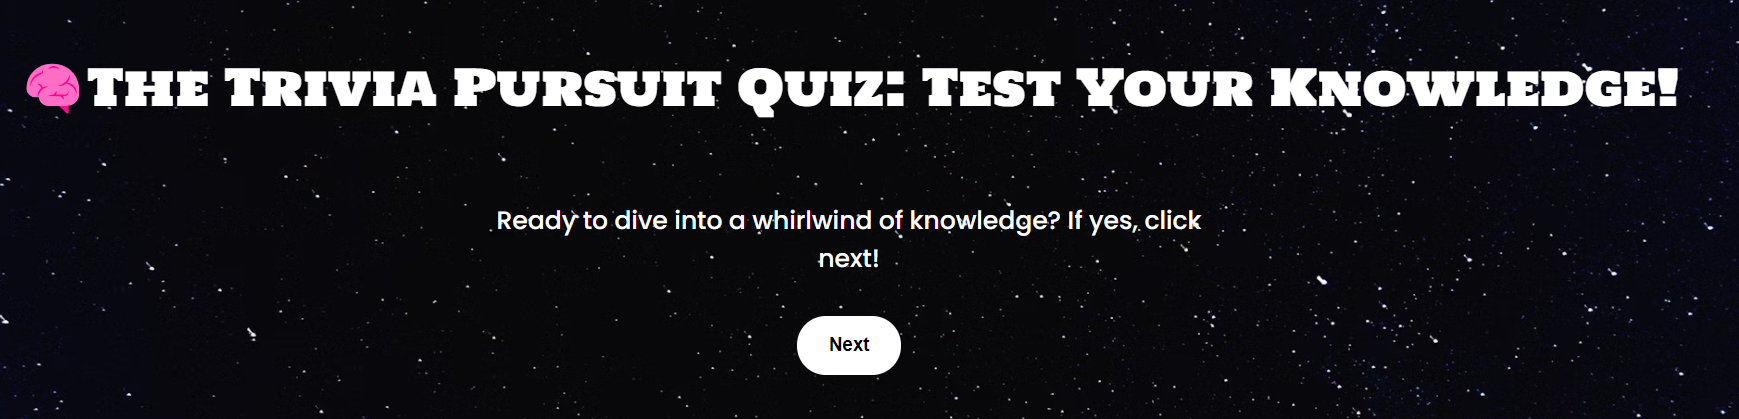 The Trivia Pursuit Quiz: Test Your Knowledge!
Ready to dive into a whirlwind of knowledge? If yes, click
next!
Next